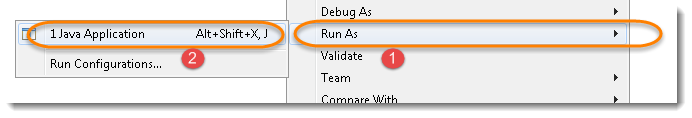 Debug As
1 Java Application Alt+Shift+X, J
Run As
2
1
Run Configurations...
Validate
Team
Compare With